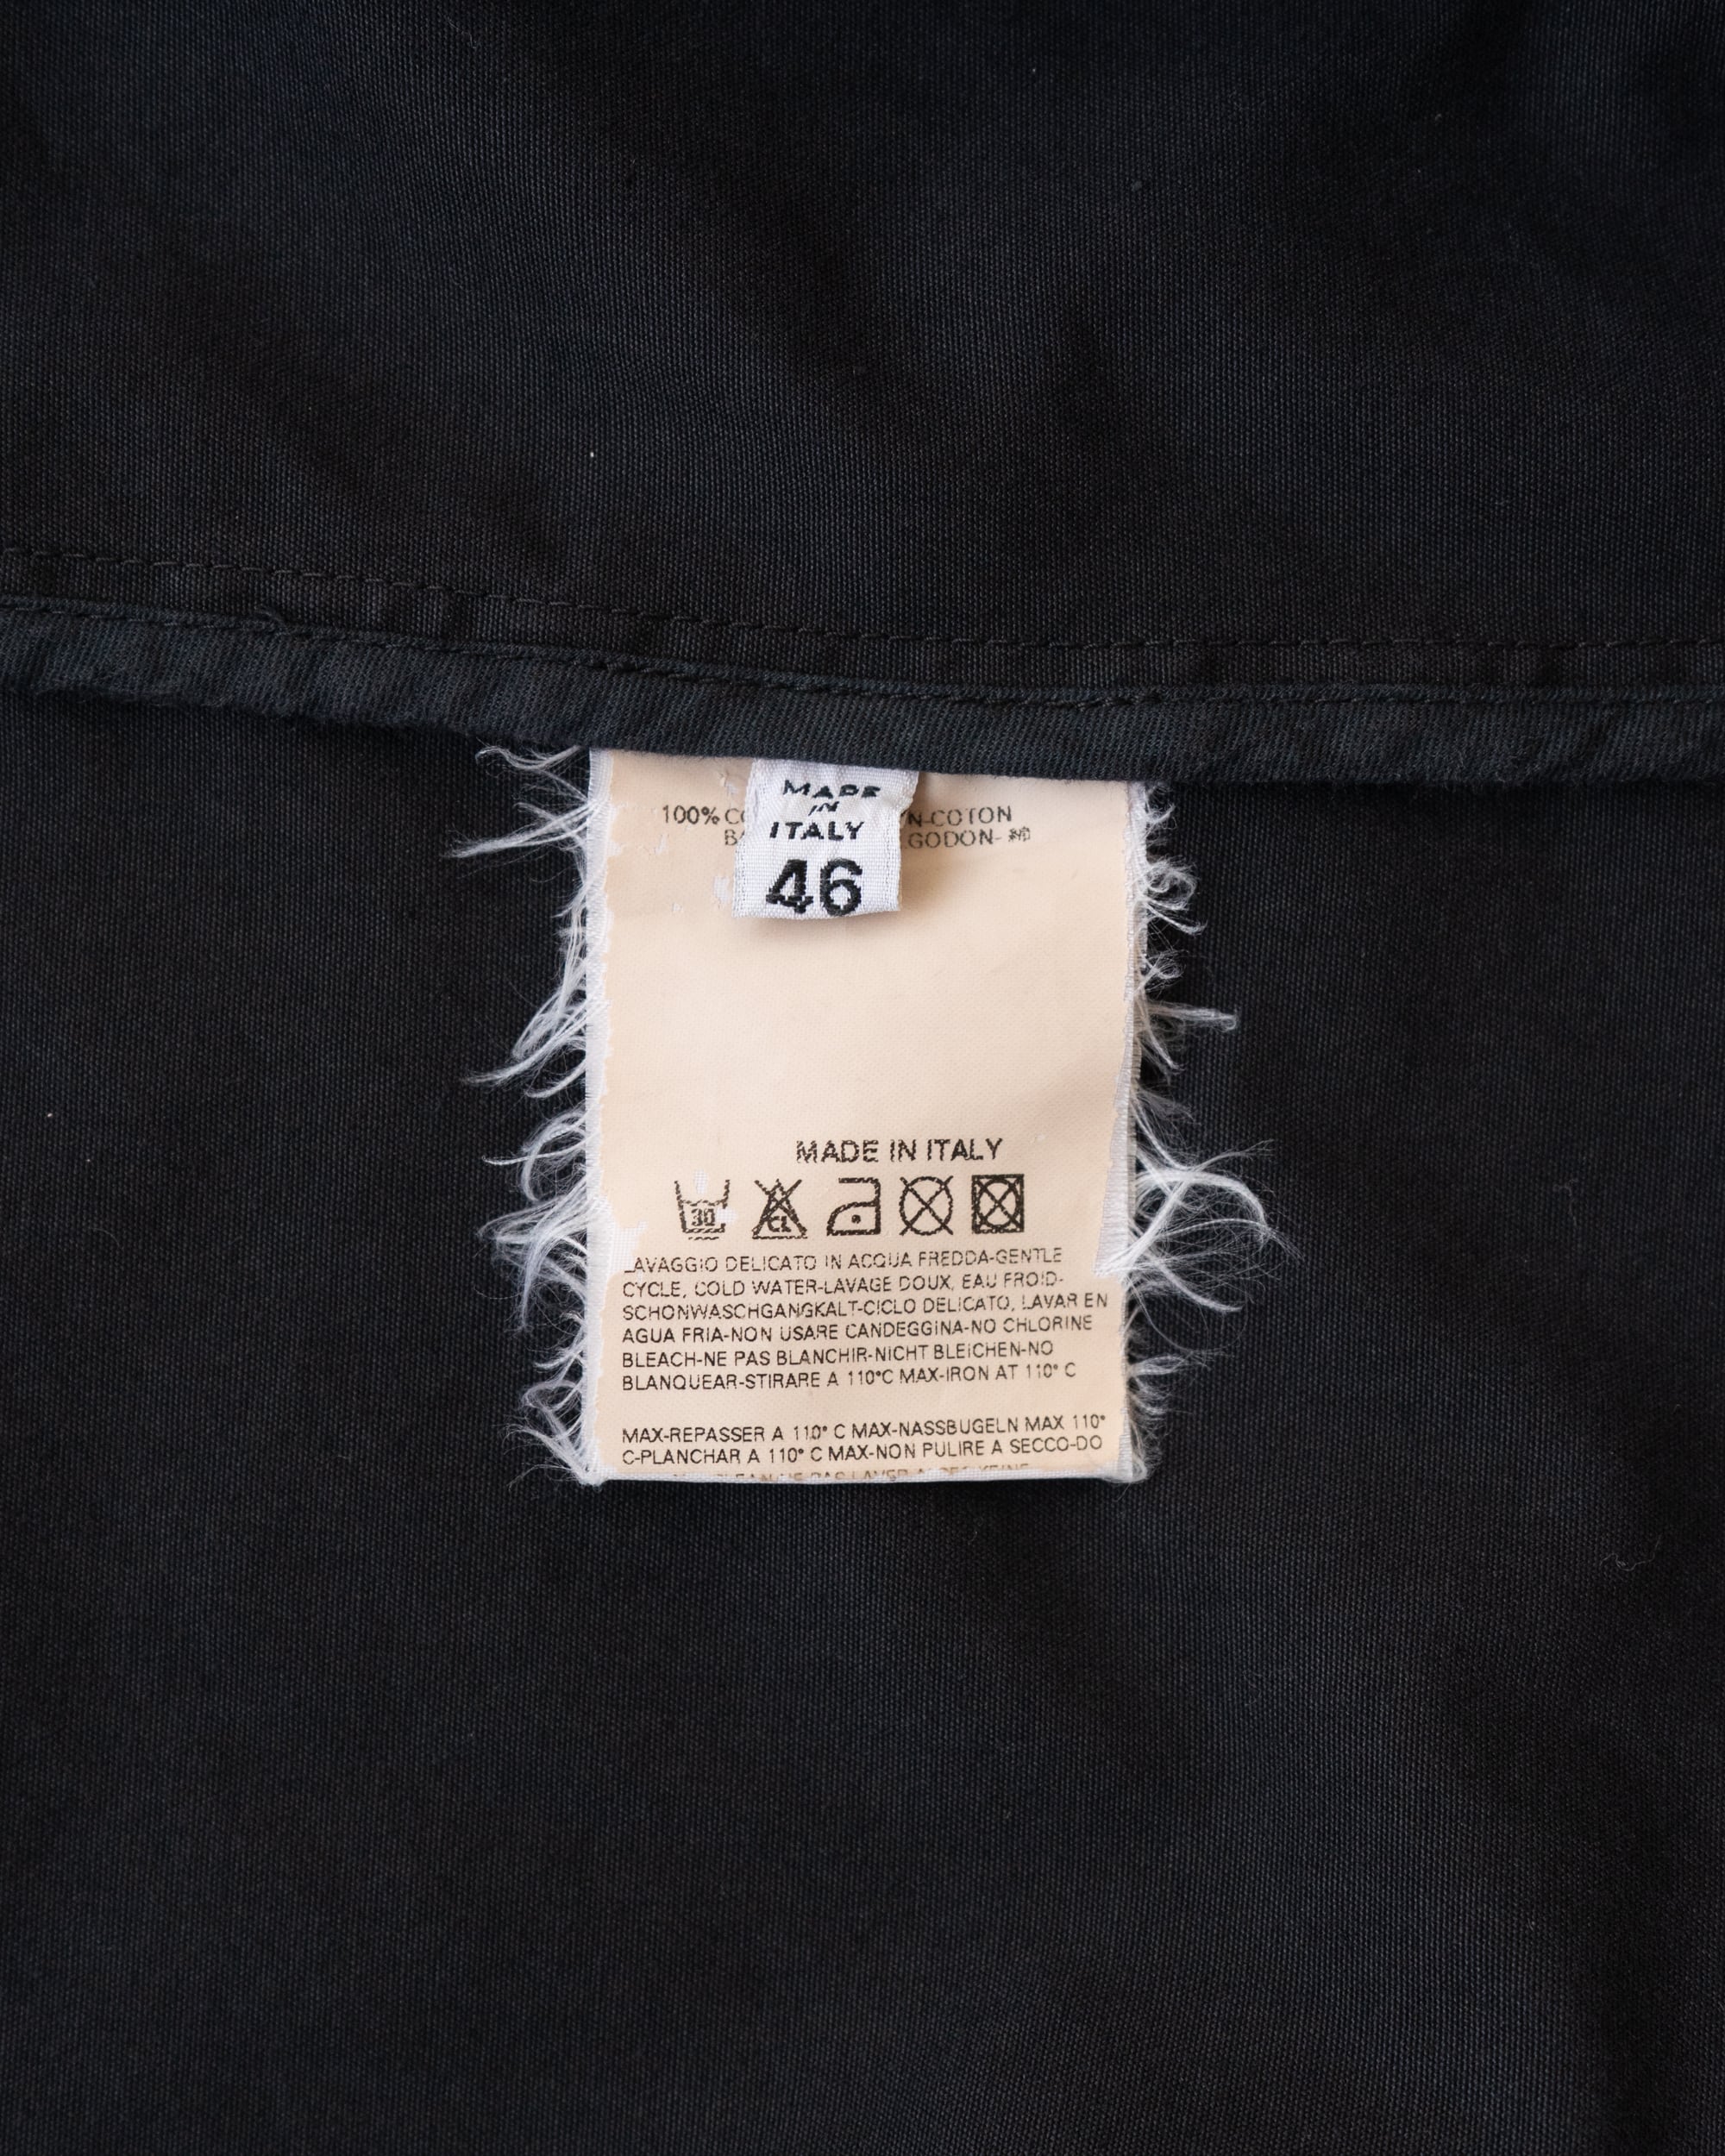 MADE
IN
ITALY
46
100% CO N-COTON
BA GODON- 綿
MADE IN ITALY
30 CL
LAVAGGIO DELICATO IN ACQUA FREDDA-GENTLE
CYCLE, COLD WATER-LAVAGE DOUX, EAU FROID-
SCHONWASCHGANGKALT-CICLO DELICATO, LAVAR EN
AGUA FRIA-NON USARE CANDEGGINA-NO CHLORINE
BLEACH-NE PAS BLANCHIR-NICHT BLEICHEN-NO
BLANQUEAR-STIRARE A 110°C MAX-IRON AT 110° C
MAX-REPASSER A 110° C MAX-NASSBUGELN MAX 110°
C-PLANCHAR A 110° C MAX-NON PULIRE A SECCO-DO